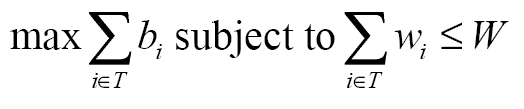 max ∑_{i∈T} b_i subject to ∑_{i∈T} w_i ≤ W